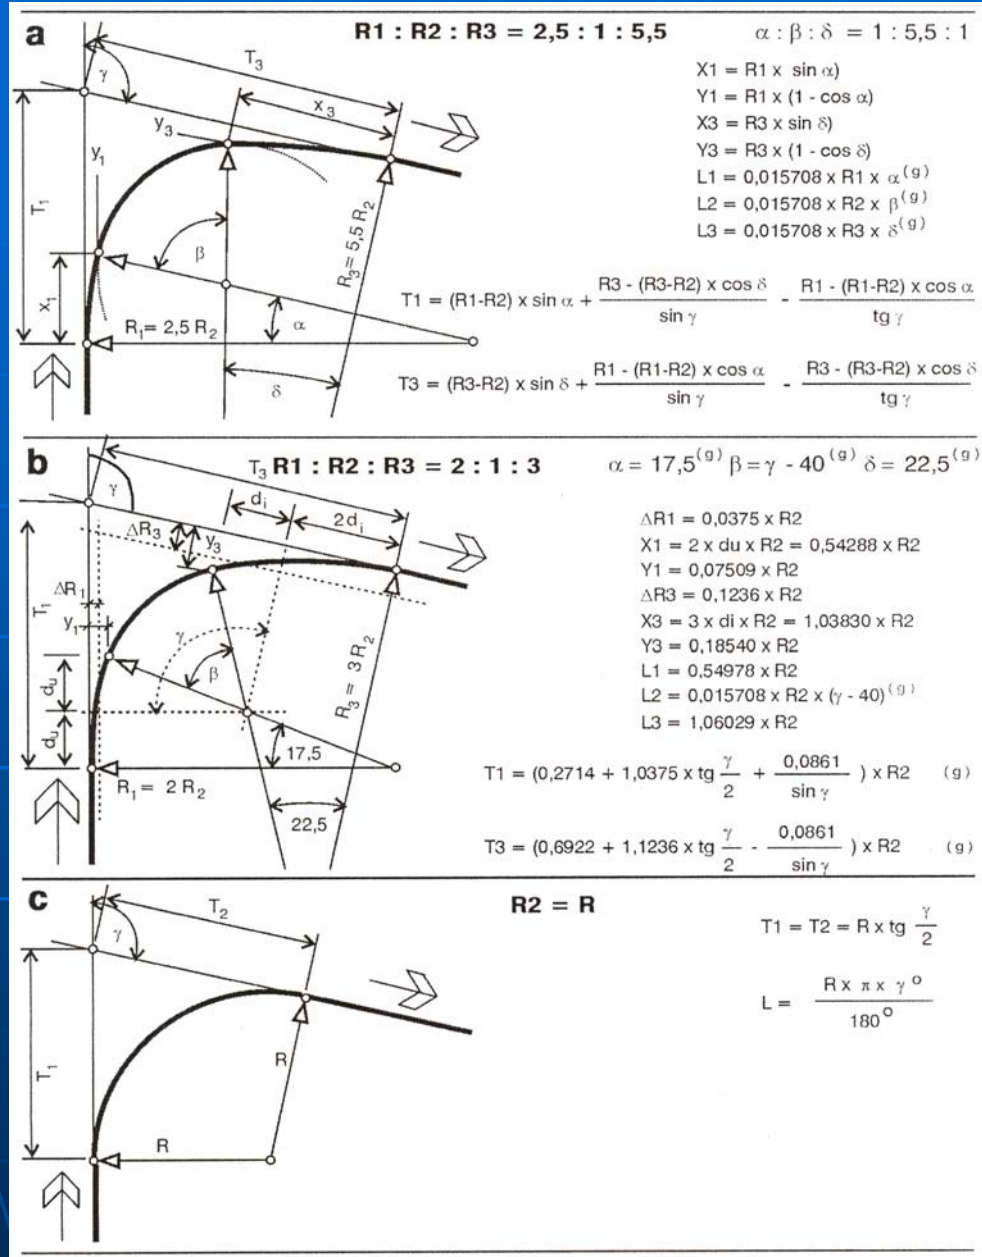 a
R1 : R2 : R3 = 2,5 : 1 : 5,5
α : β : δ = 1 : 5,5 : 1
X1 = R1 x sin α)
Y1 = R1 x (1 - cos α)
X3 = R3 x sin δ)
Y3 = R3 x (1 - cos δ)
L1 = 0,015708 x R1 x α(g)
L2 = 0,015708 x R2 x β(g)
L3 = 0,015708 x R3 x δ(g)
T1 = (R1-R2) x sin α + R3 - (R3-R2) x cos δ / sin γ - R1 - (R1-R2) x cos α / tg γ
T3 = (R3-R2) x sin δ + R1 - (R1-R2) x cos α / sin γ - R3 - (R3-R2) x cos δ / tg γ
T3
γ
x3
y3
y1
T1
x1
β
α
δ
R1 = 2,5 R2
R3 = 5,5 R2
b
T3 R1 : R2 : R3 = 2 : 1 : 3
α = 17,5(g) β = γ - 40(g) δ = 22,5(g)
ΔR1 = 0,0375 x R2
X1 = 2 x du x R2 = 0,54288 x R2
Y1 = 0,07509 x R2
ΔR3 = 0,1236 x R2
X3 = 3 x di x R2 = 1,03830 x R2
Y3 = 0,18540 x R2
L1 = 0,54978 x R2
L2 = 0,015708 x R2 x (γ - 40)(g)
L3 = 1,06029 x R2
T1 = (0,2714 + 1,0375 x tg γ/2 + 0,0861 / sin γ ) x R2 (g)
T3 = (0,6922 + 1,1236 x tg γ/2 - 0,0861 / sin γ ) x R2 (g)
γ
di
2di
ΔR3
y3
ΔR1
y1
T1
du
du
γ
β
17,5
22,5
R1 = 2 R2
R3 = 3 R2
c
R2 = R
T1 = T2 = R x tg γ/2
L = R x π x γ° / 180°
T2
γ
T1
R
R